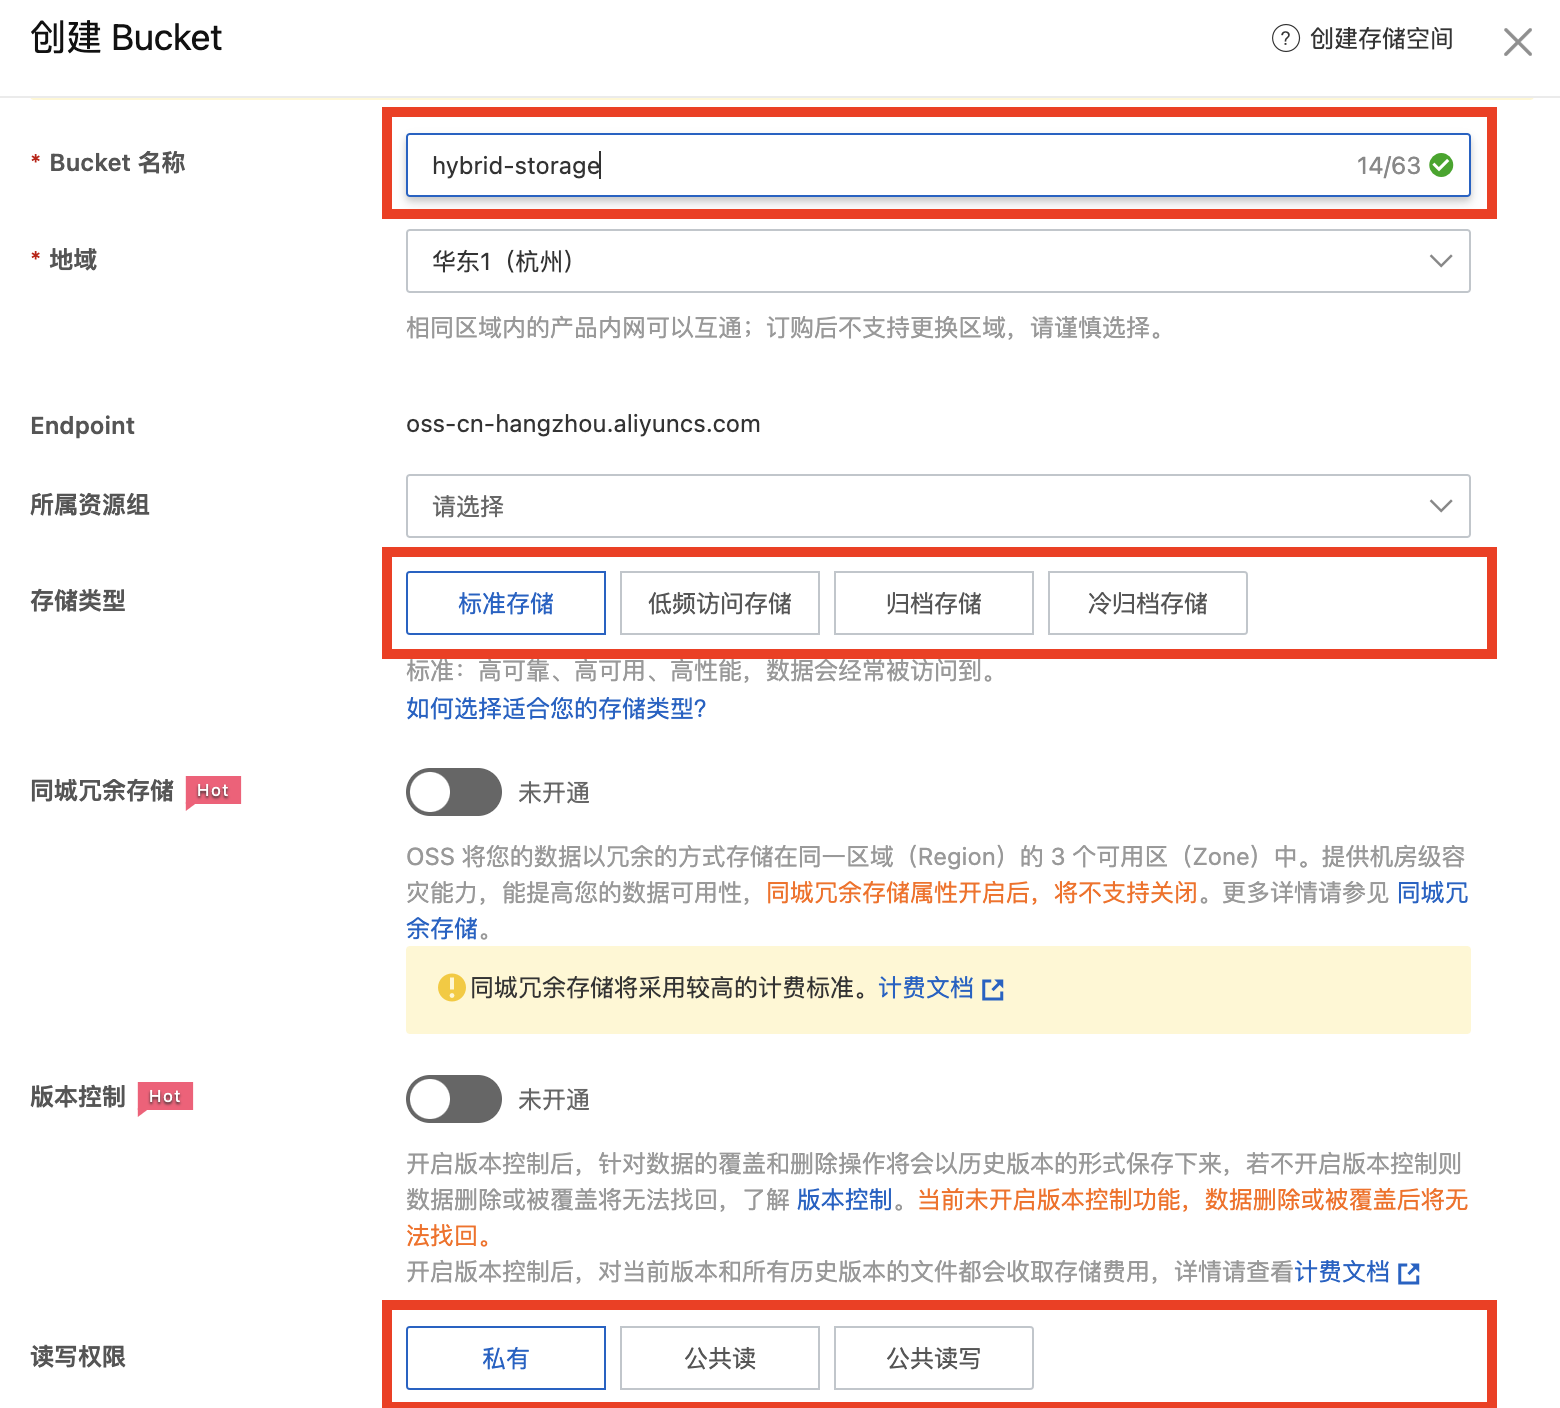 创建 Bucket
? 创建存储空间
* Bucket 名称
hybrid-storage
14/63
* 地域
华东1（杭州）
相同区域内的产品内网可以互通；订购后不支持更换区域，请谨慎选择。
Endpoint
oss-cn-hangzhou.aliyuncs.com
所属资源组
请选择
存储类型
标准存储
低频访问存储
归档存储
冷归档存储
标准：高可靠、高可用、高性能，数据会经常被访问到。
如何选择适合您的存储类型?
同城冗余存储 Hot
未开通
OSS 将您的数据以冗余的方式存储在同一区域（Region）的 3 个可用区（Zone）中。提供机房级容
灾能力，能提高您的数据可用性，同城冗余存储属性开启后，将不支持关闭。更多详情请参见 同城冗
余存储。
同城冗余存储将采用较高的计费标准。计费文档
版本控制 Hot
未开通
开启版本控制后，针对数据的覆盖和删除操作将会以历史版本的形式保存下来，若不开启版本控制则
数据删除或被覆盖将无法找回，了解 版本控制。当前未开启版本控制功能，数据删除或被覆盖后将无
法找回。
开启版本控制后，对当前版本和所有历史版本的文件都会收取存储费用，详情请查看计费文档
读写权限
私有
公共读
公共读写